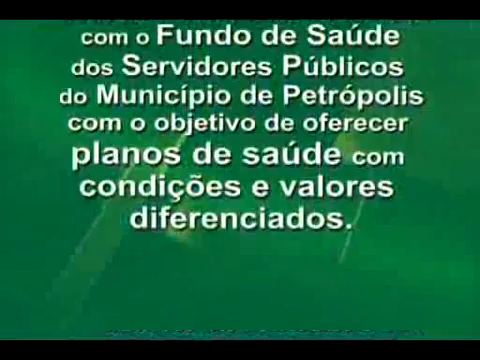 com o Fundo de Saúde
dos Servidores Públicos
do Município de Petrópolis
com o objetivo de oferecer
planos de saúde com
condições e valores
diferenciados.